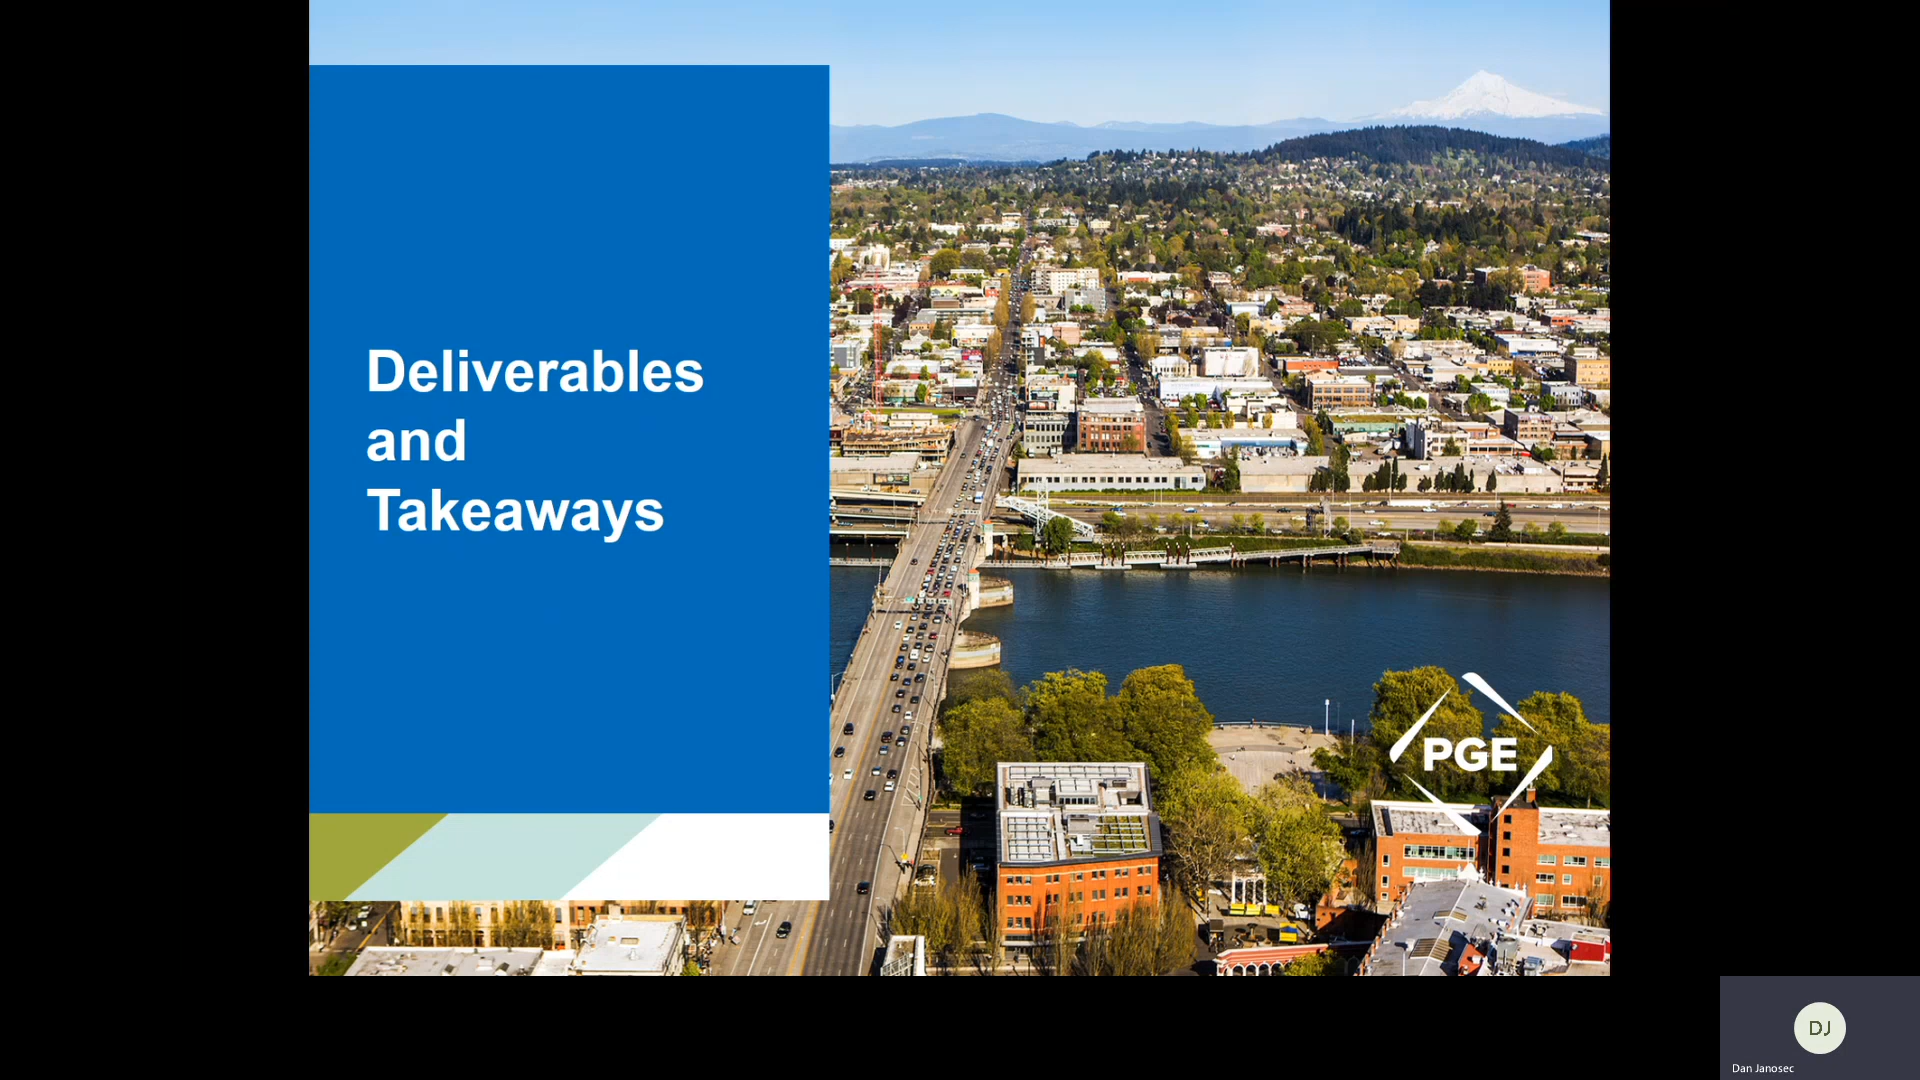 Deliverables
and
Takeaways
PGE
DJ
Dan Janosec